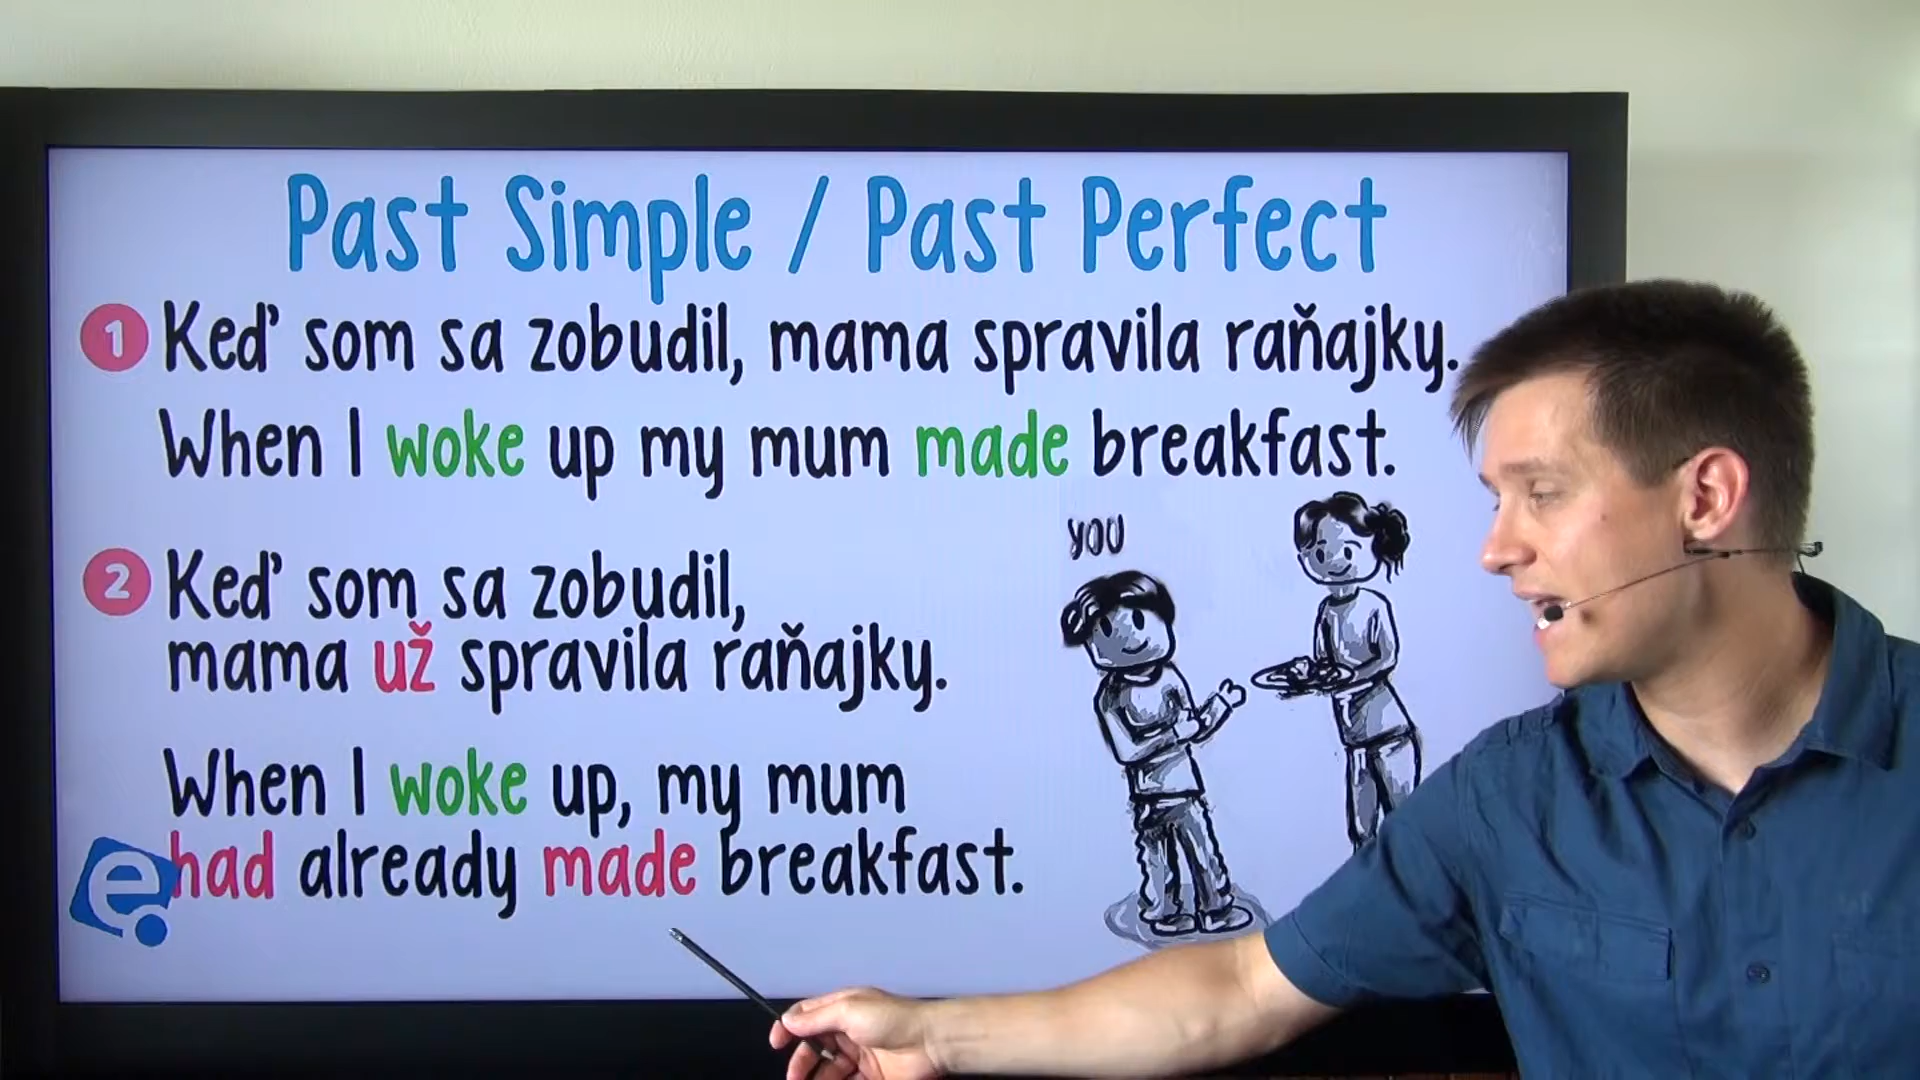 Past Simple / Past Perfect
1 Keď som sa zobudil, mama spravila raňajky.
When I woke up my mum made breakfast.
YOU
2 Keď som sa zobudil,
mama už spravila raňajky.
When I woke up, my mum
had already made breakfast.
e